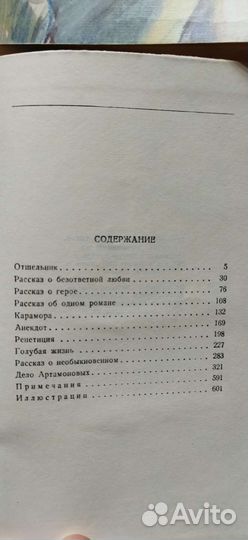 СОДЕРЖАНИЕ
Отшельник . . . . . . . . . . . . . . . 5
Рассказ о безответной любви . . . . . . . 30
Рассказ о герое . . . . . . . . . . . . 76
Рассказ об одном романе . . . . . . . . . 108
Карамора . . . . . . . . . . . . . . . 132
Анекдот . . . . . . . . . . . . . . . 169
Репетиция . . . . . . . . . . . . . . 198
Голубая жизнь . . . . . . . . . . . . . 227
Рассказ о необыкновенном . . . . . . . . 283
Дело Артамоновых . . . . . . . . . . . . 321
Примечания . . . . . . . . . . . . . . 591
Иллюстрации . . . . . . . . . . . . . . 601
Avito